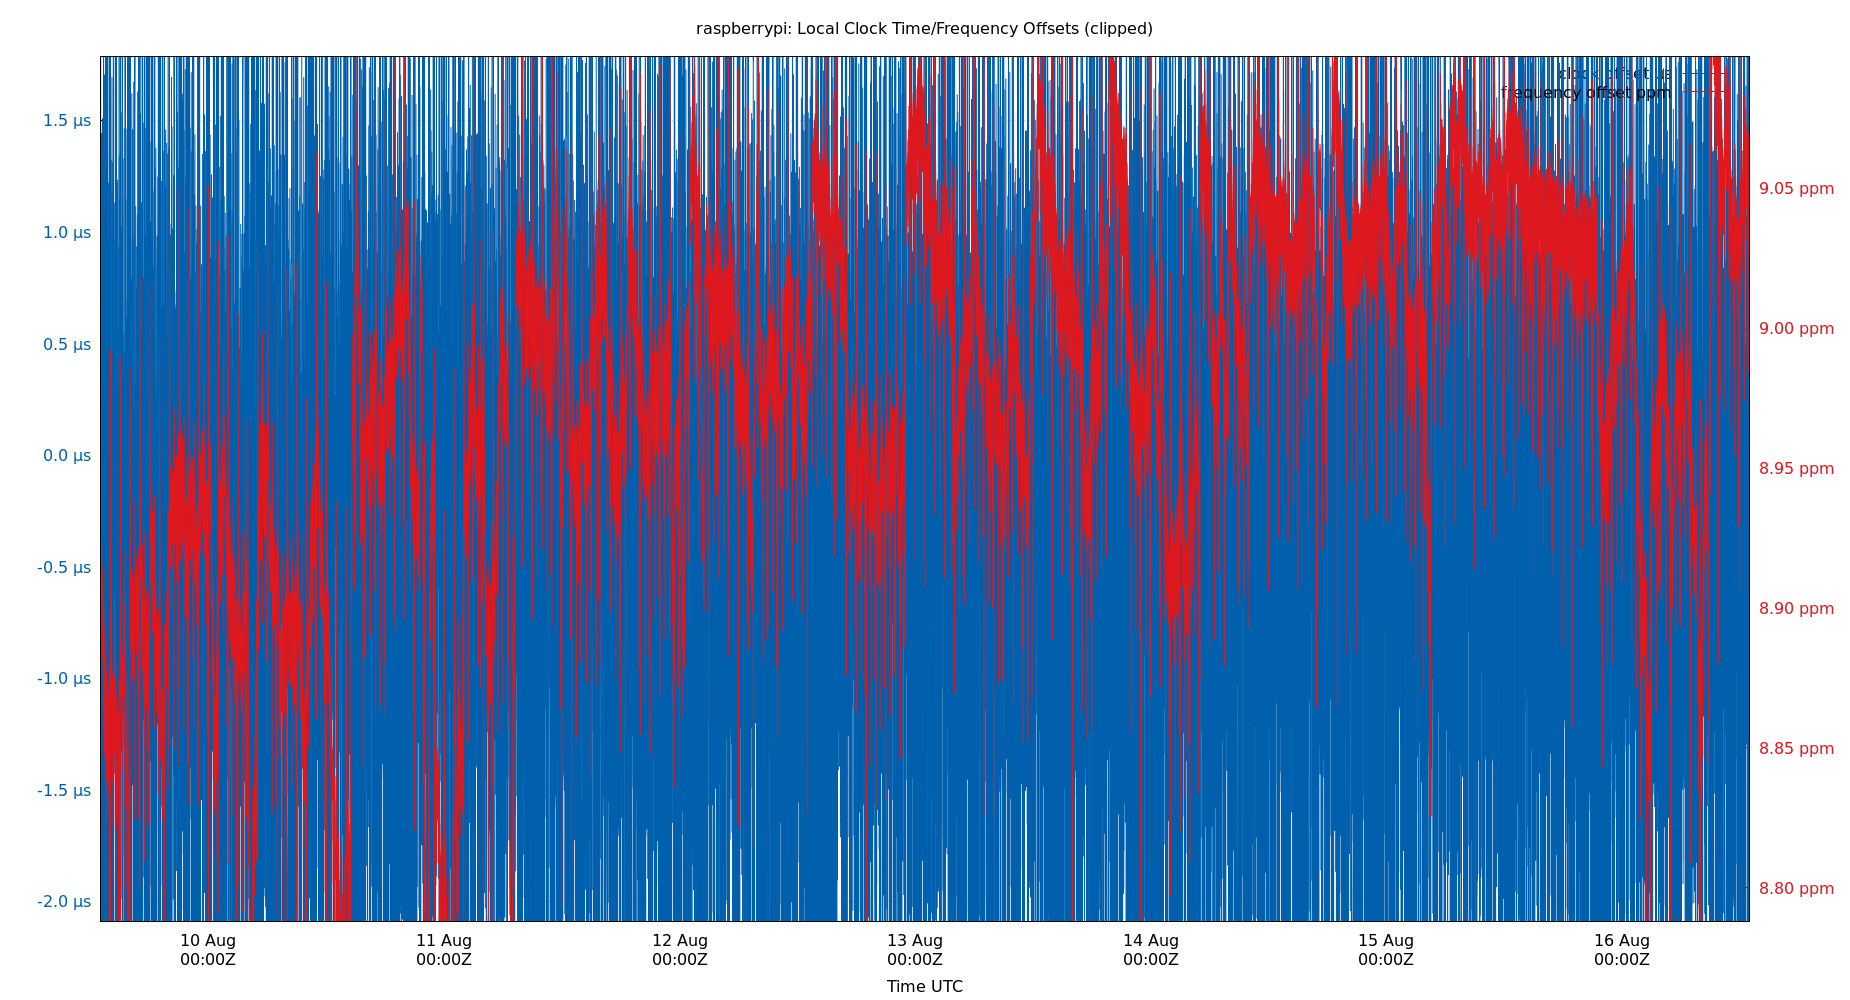 raspberrypi: Local Clock Time/Frequency Offsets (clipped)
clock offset µs
frequency offset ppm
1.5 µs
1.0 µs
0.5 µs
0.0 µs
-0.5 µs
-1.0 µs
-1.5 µs
-2.0 µs
9.05 ppm
9.00 ppm
8.95 ppm
8.90 ppm
8.85 ppm
8.80 ppm
10 Aug 11 Aug 12 Aug 13 Aug 14 Aug 15 Aug 16 Aug
00:00Z 00:00Z 00:00Z 00:00Z 00:00Z 00:00Z 00:00Z
Time UTC